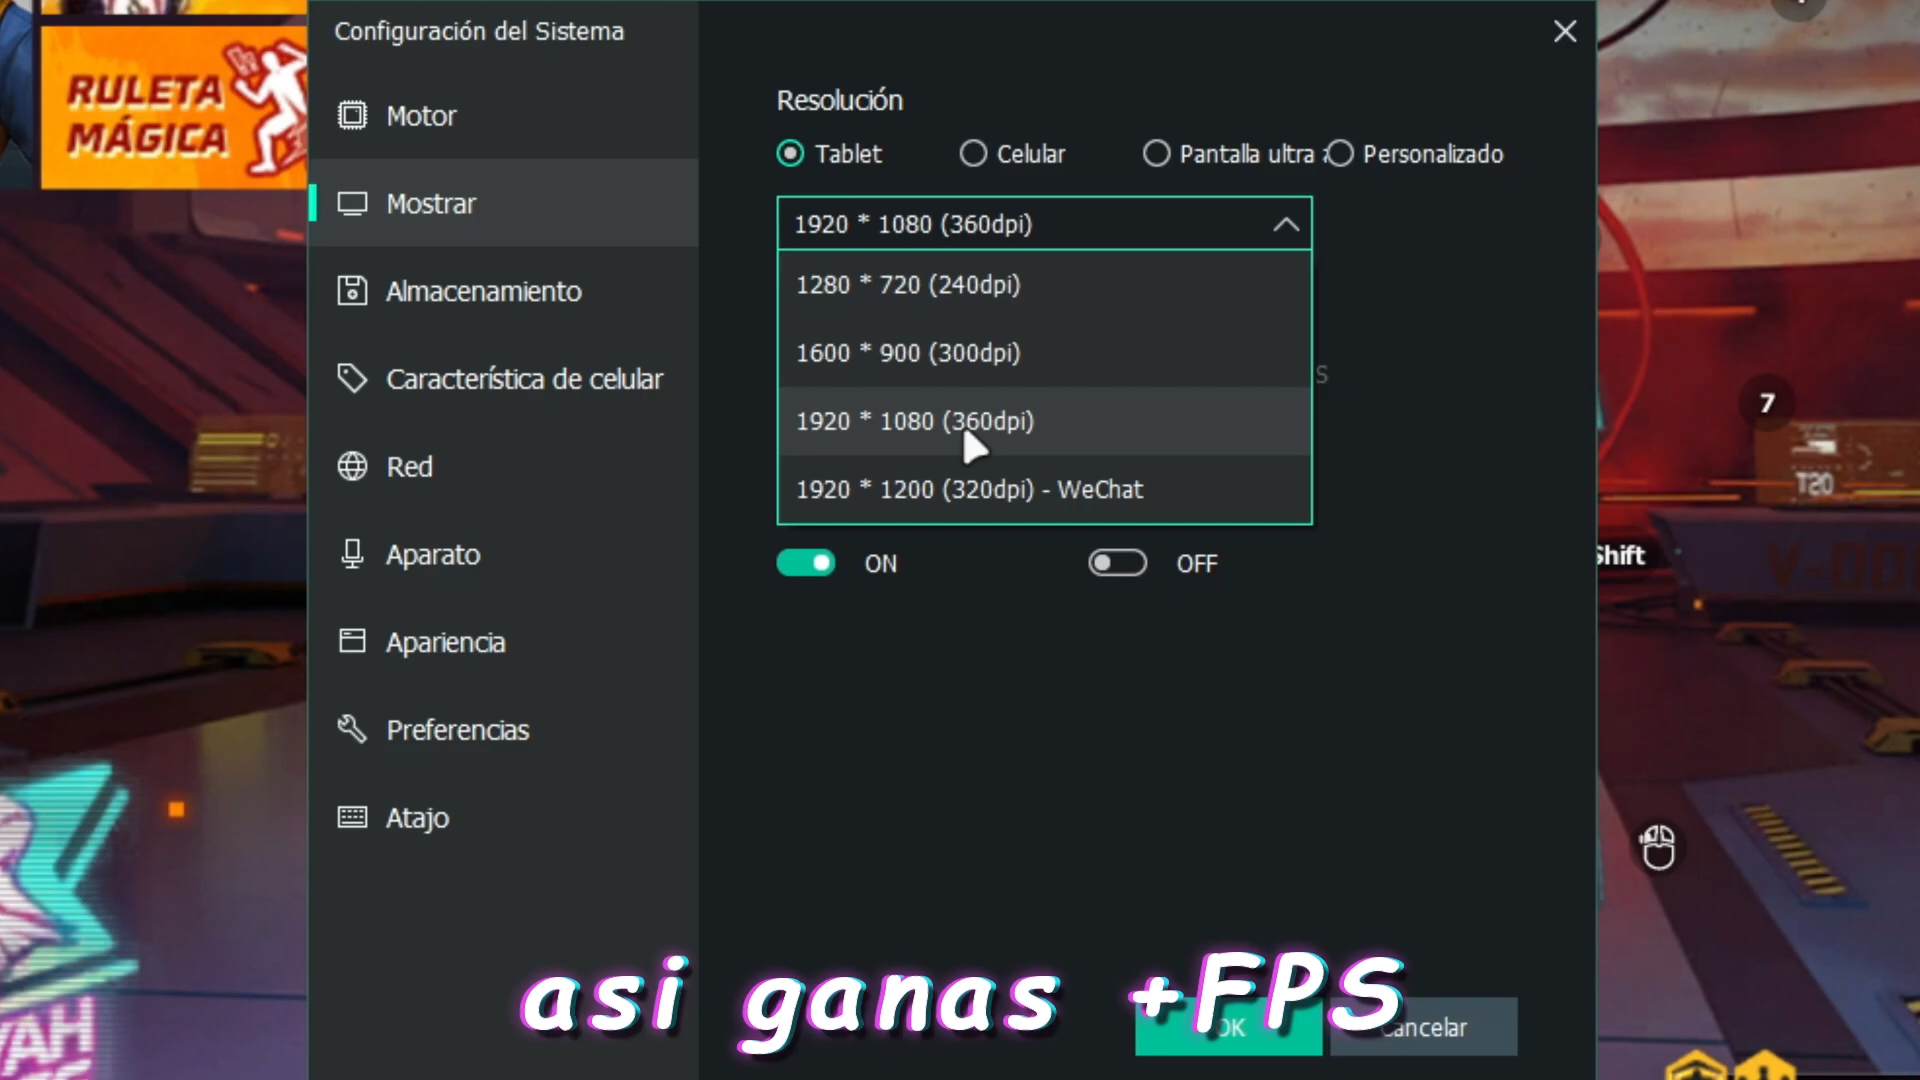 Configuración del Sistema
RULETA
MÁGICA
Motor
Mostrar
Almacenamiento
Característica de celular
Red
Aparato
Apariencia
Preferencias
Atajo
Resolución
Tablet
Celular
Pantalla ultra
Personalizado
1920 * 1080 (360dpi)
1280 * 720 (240dpi)
1600 * 900 (300dpi)
1920 * 1080 (360dpi)
1920 * 1200 (320dpi) - WeChat
s
ON
OFF
7
Shift
asi ganas +FPS
OK
Cancelar